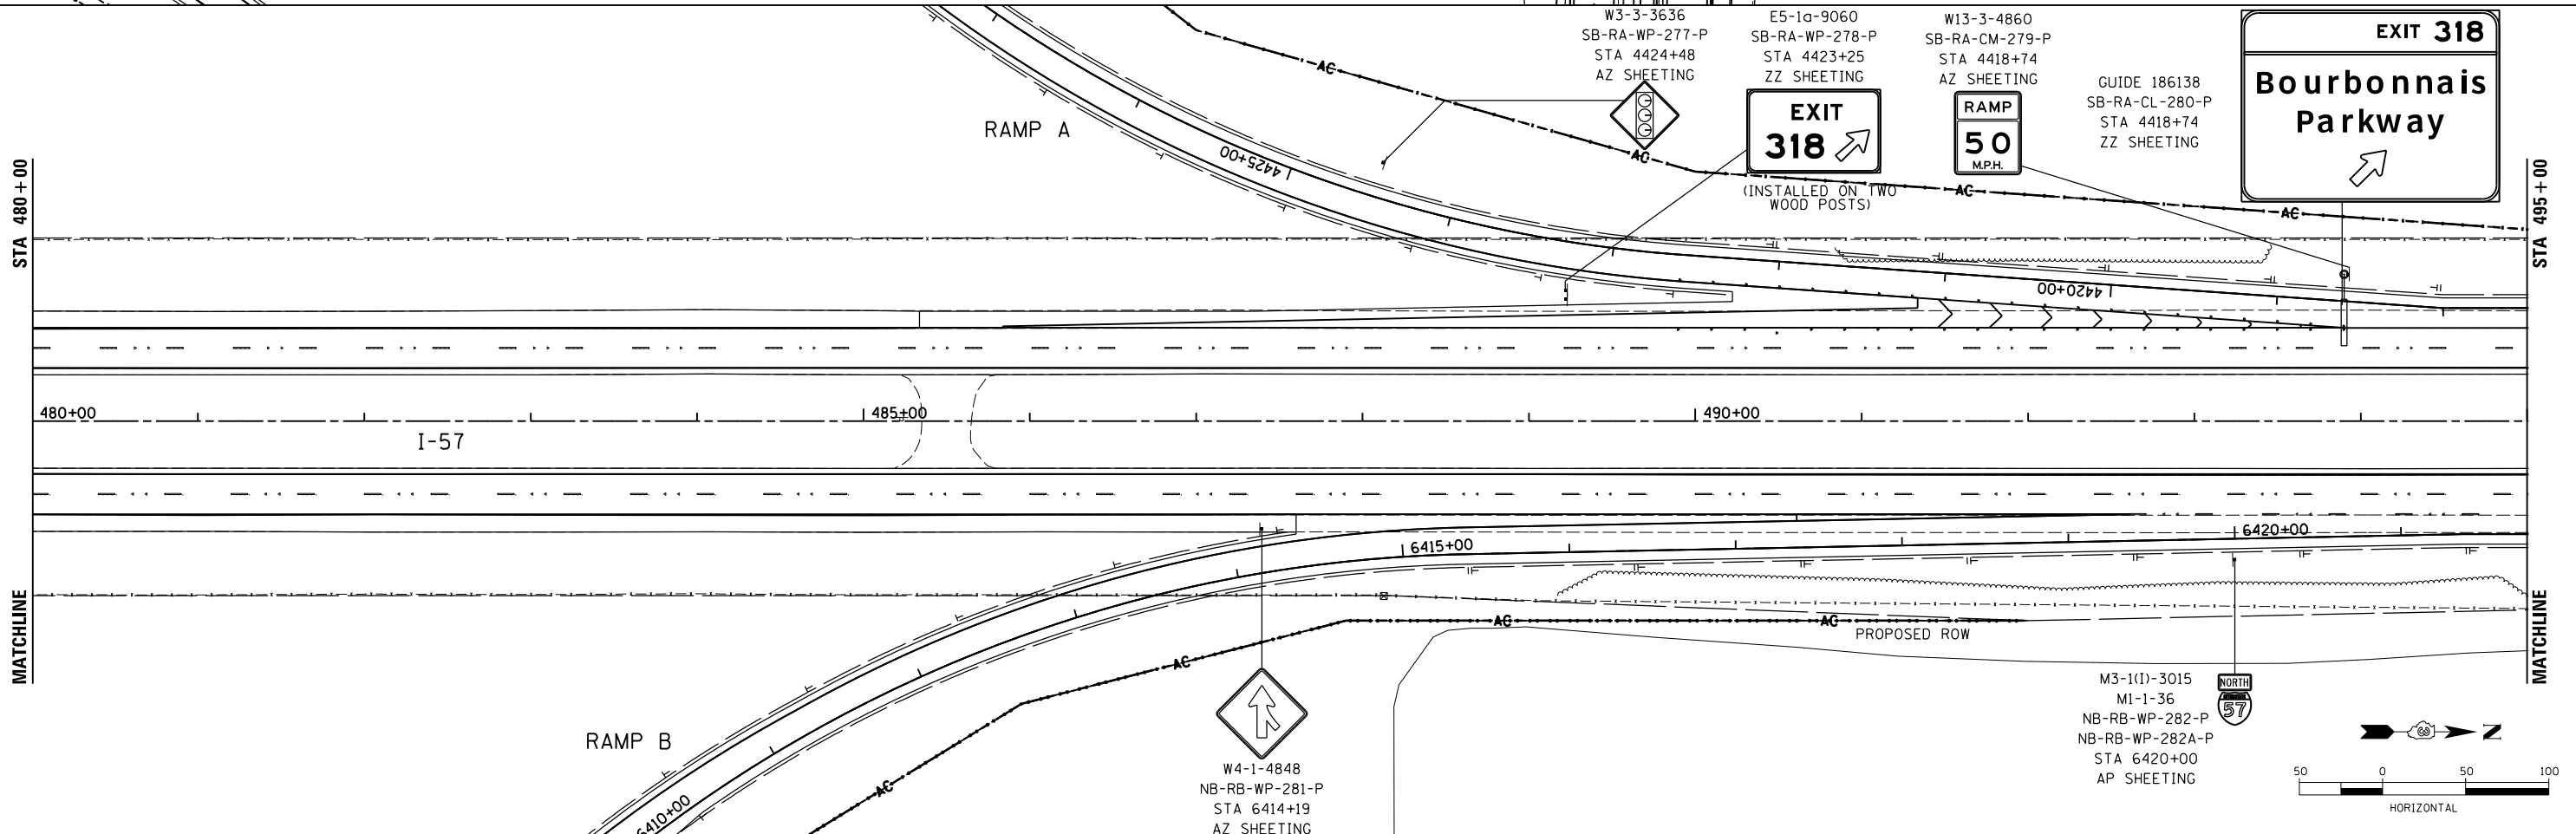 W3-3-3636
SB-RA-WP-277-P
STA 4424+48
AZ SHEETING
E5-1a-9060
SB-RA-WP-278-P
STA 4423+25
ZZ SHEETING
EXIT
318
(INSTALLED ON TWO
WOOD POSTS)
W13-3-4860
SB-RA-CM-279-P
STA 4418+74
AZ SHEETING
RAMP
50
M.P.H.
GUIDE 186138
SB-RA-CL-280-P
STA 4418+74
ZZ SHEETING
EXIT 318
Bourbonnais
Parkway
RAMP A
4425+00
4420+00
AC
AC
AC
AC
STA 480+00
STA 495+00
480+00
485+00
490+00
I-57
6415+00
6420+00
6410+00
MATCHLINE
MATCHLINE
AC
AC
AC
AC
PROPOSED ROW
RAMP B
W4-1-4848
NB-RB-WP-281-P
STA 6414+19
AZ SHEETING
M3-1(I)-3015
M1-1-36
NB-RB-WP-282-P
NB-RB-WP-282A-P
STA 6420+00
AP SHEETING
NORTH
57
N
50 0 50 100
HORIZONTAL